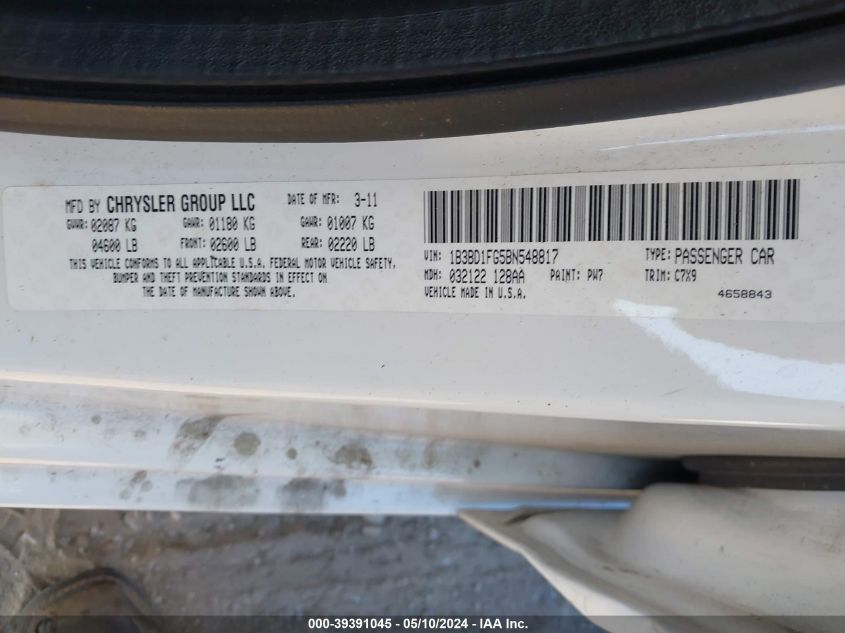 MFD BY CHRYSLER GROUP LLC DATE OF MFR: 3-11
GVWR: 02087 KG GAWR: 01180 KG GAWR: 01007 KG
04600 LB FRONT: 02600 LB REAR: 02220 LB
THIS VEHICLE CONFORMS TO ALL APPLICABLE U.S.A. FEDERAL MOTOR VEHICLE SAFETY,
BUMPER AND THEFT PREVENTION STANDARDS IN EFFECT ON
THE DATE OF MANUFACTURE SHOWN ABOVE.
VIN: 1B3BD1FG5BN548817 TYPE: PASSENGER CAR
MDH: 032122 128AA PAINT: PW7 TRIM: C7X9
VEHICLE MADE IN U.S.A. 4658843
000-39391045 - 05/10/2024 - IAA Inc.